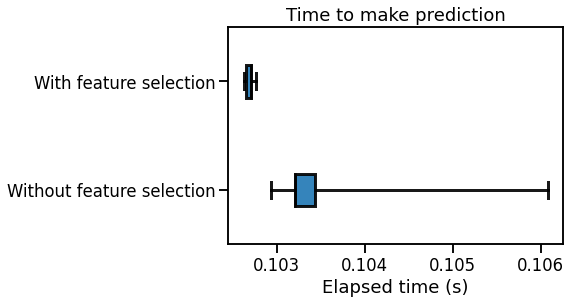 Time to make prediction
With feature selection
Without feature selection
0.103 0.104 0.105 0.106
Elapsed time (s)